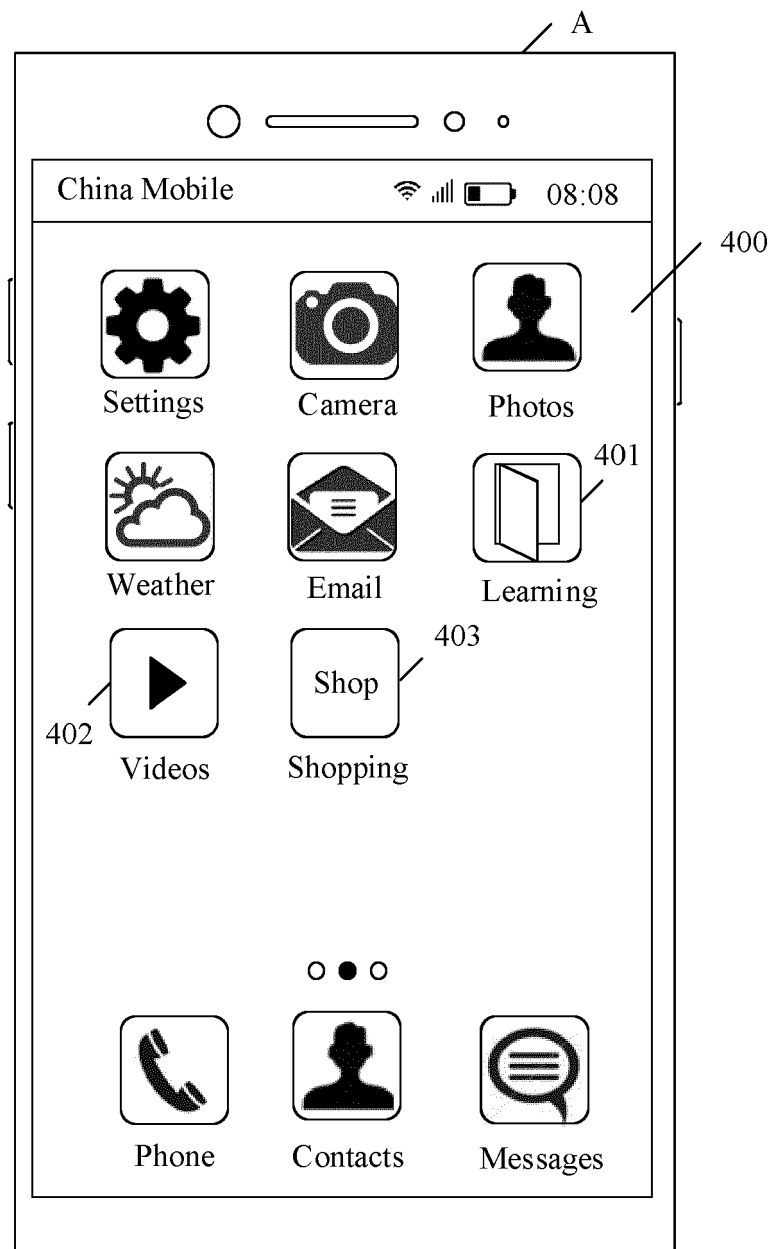 A
China Mobile 08:08
400
Settings Camera Photos
401
Weather Email Learning
403
Shop
402
Videos Shopping
Phone Contacts Messages